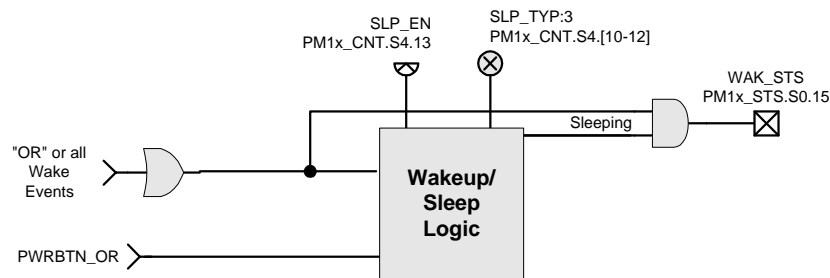 SLP_EN
PM1x_CNT.S4.13
SLP_TYP:3
PM1x_CNT.S4.[10-12]
WAK_STS
PM1x_STS.S0.15
Sleeping
"OR" or all
Wake
Events
Wakeup/
Sleep
Logic
PWRBTN_OR